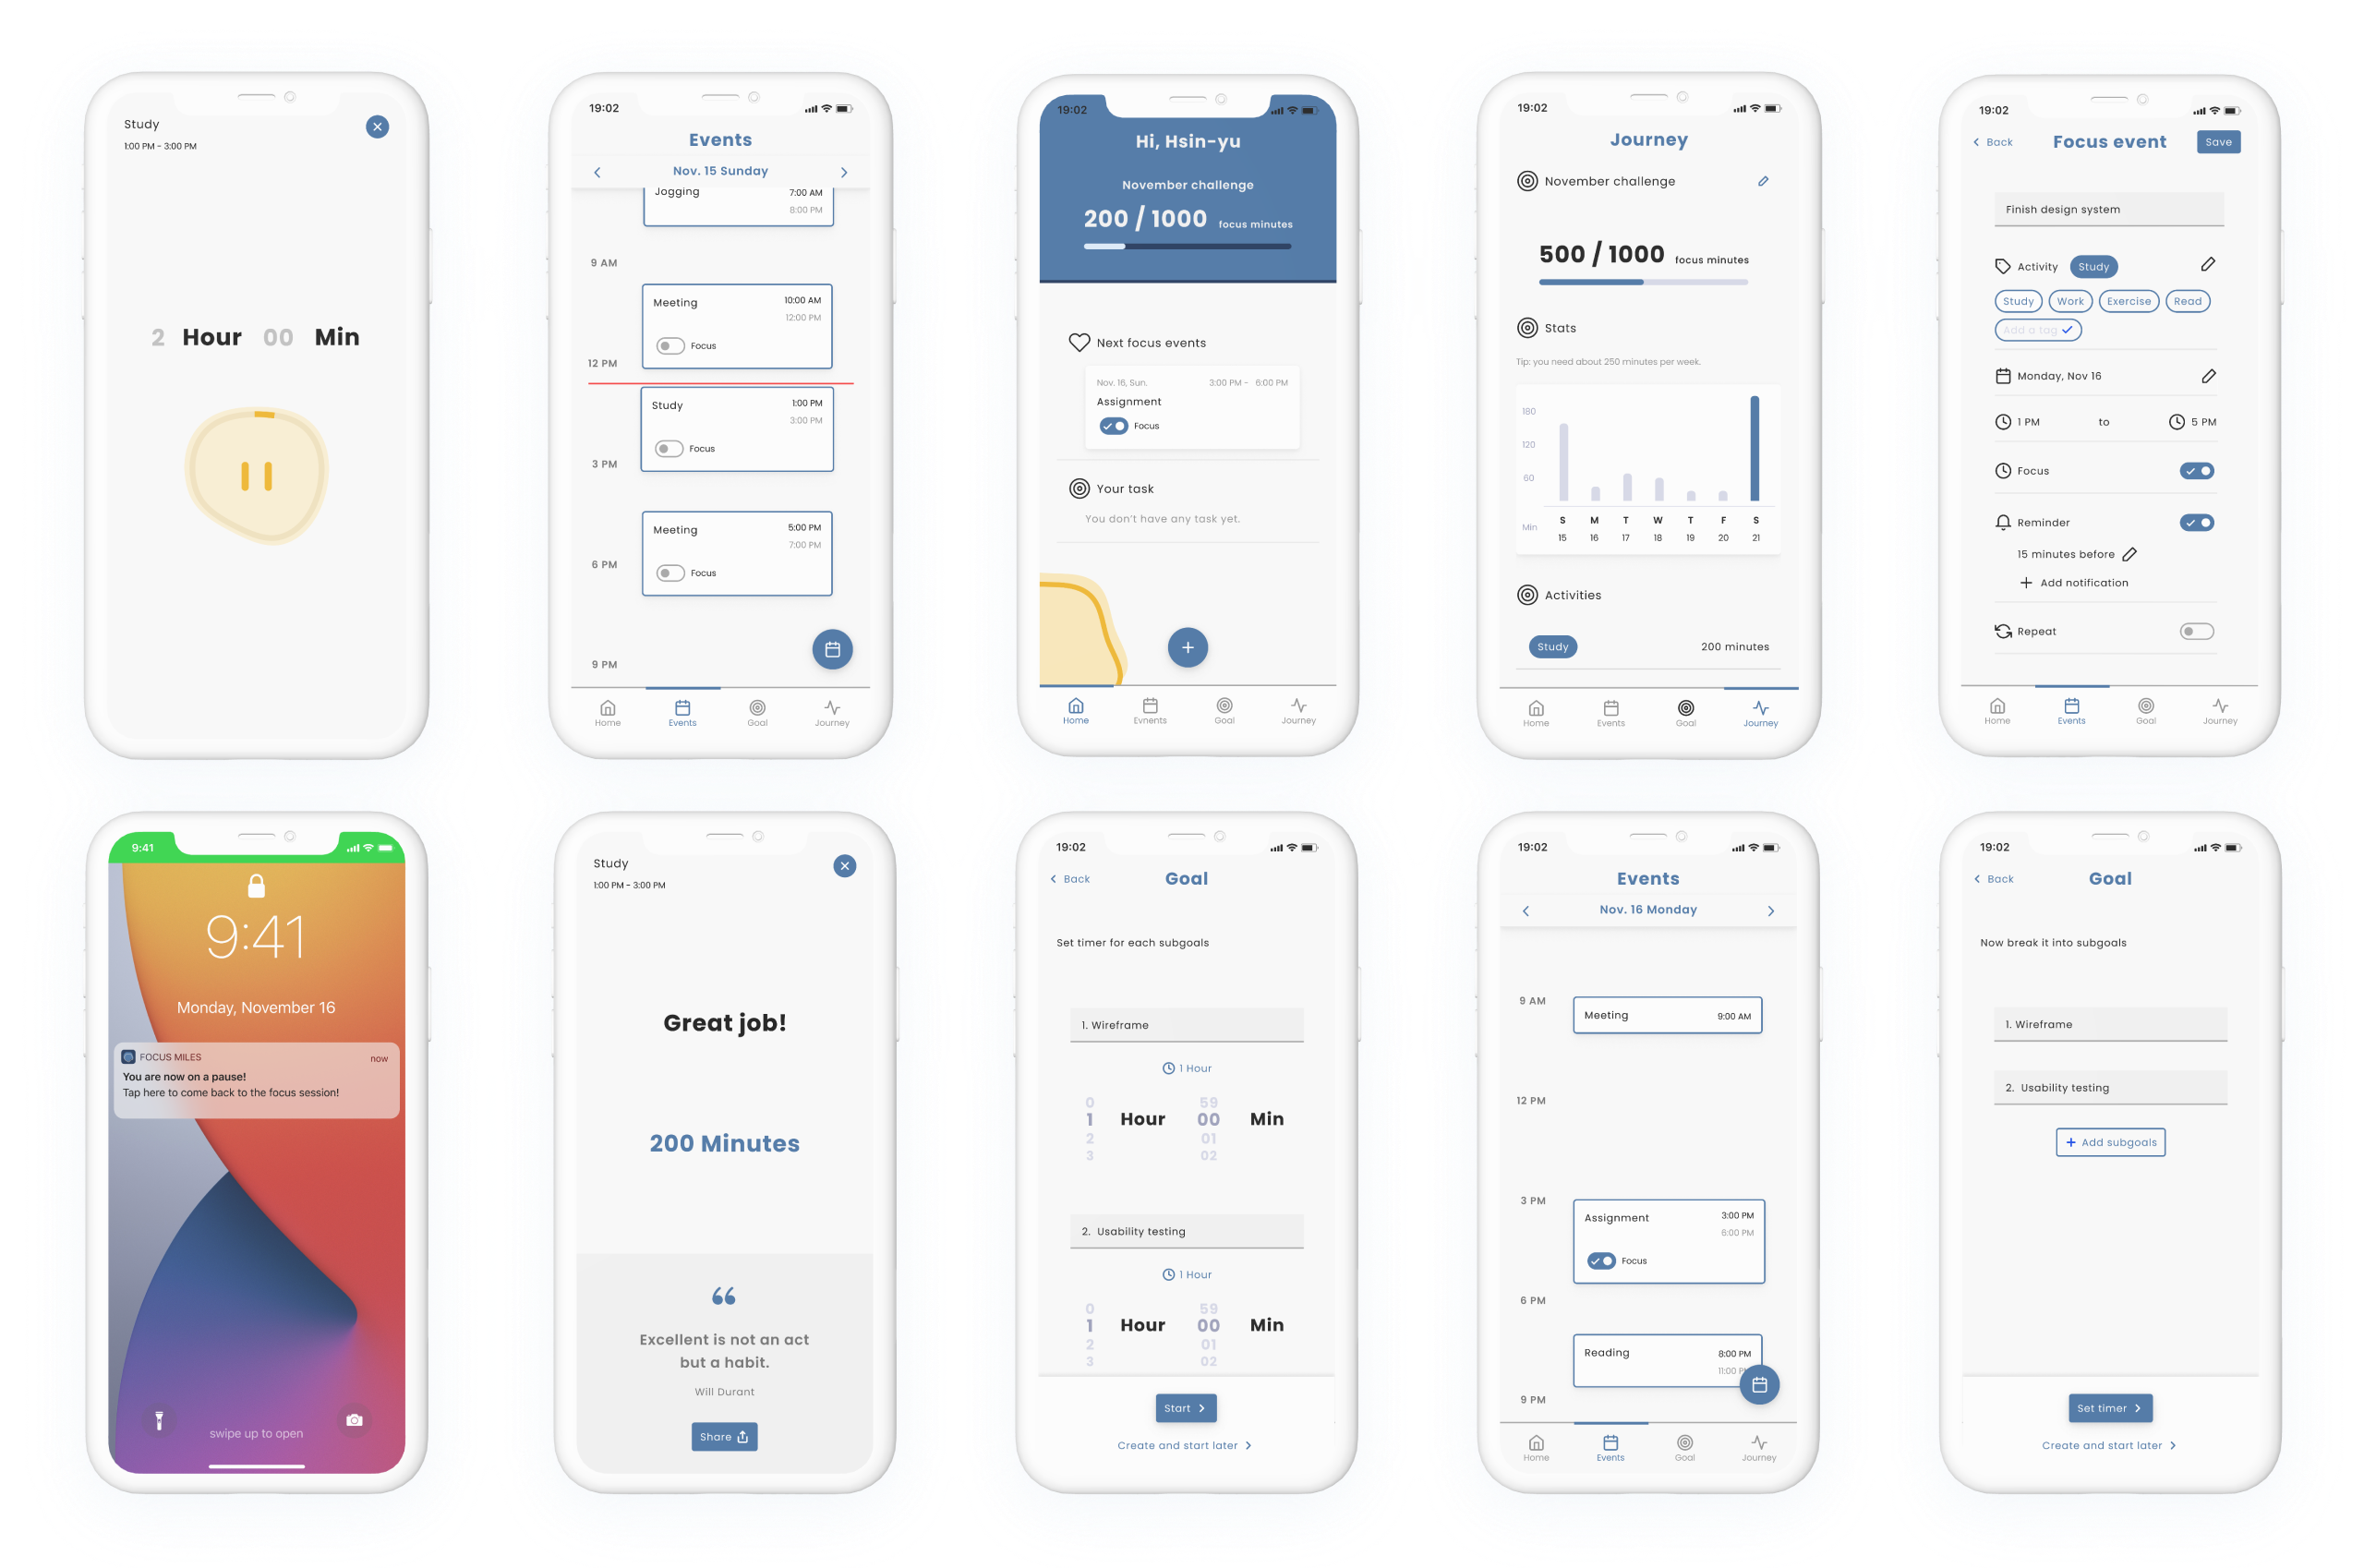 Study
1:00 PM - 3:00 PM
2 Hour 00 Min
19:02
Events
Nov. 15 Sunday
Jogging 7:00 AM
8:00 PM
9 AM
Meeting 10:00 AM
12:00 PM
Focus
12 PM
Study 1:00 PM
3:00 PM
Focus
3 PM
Meeting 5:00 PM
7:00 PM
Focus
6 PM
9 PM
Home Events Goal Journey
19:02
Hi, Hsin-yu
November challenge
200 / 1000 focus minutes
Next focus events
Nov. 16, Sun. 3:00 PM - 6:00 PM
Assignment
Focus
Your task
You don't have any task yet.
Home Evnents Goal Journey
19:02
Journey
November challenge
500 / 1000 focus minutes
Stats
Tip: you need about 250 minutes per week.
180
120
60
Min
S M T W T F S
15 16 17 18 19 20 21
Activities
Study 200 minutes
Home Events Goal Journey
19:02
Back Focus event Save
Finish design system
Activity Study
Study Work Exercise Read
Add a tag
Monday, Nov 16
1 PM to 5 PM
Focus
Reminder
15 minutes before
Add notification
Repeat
Home Events Goal Journey
9:41
9:41
Monday, November 16
FOCUS MILES now
You are now on a pause!
Tap here to come back to the focus session!
swipe up to open
Study
1:00 PM - 3:00 PM
Great job!
200 Minutes
Excellent is not an act
but a habit.
Will Durant
Share
19:02
Back Goal
Set timer for each subgoals
1. Wireframe
1 Hour
0 59
1 Hour 00 Min
2 01
3 02
2. Usability testing
1 Hour
0 59
1 Hour 00 Min
2 01
3 02
Start
Create and start later
19:02
Events
Nov. 16 Monday
9 AM
Meeting 9:00 AM
12 PM
3 PM
Assignment 3:00 PM
6:00 PM
Focus
6 PM
Reading 8:00 PM
11:00 P
9 PM
Home Events Goal Journey
19:02
Back Goal
Now break it into subgoals
1. Wireframe
2. Usability testing
+ Add subgoals
Set timer
Create and start later